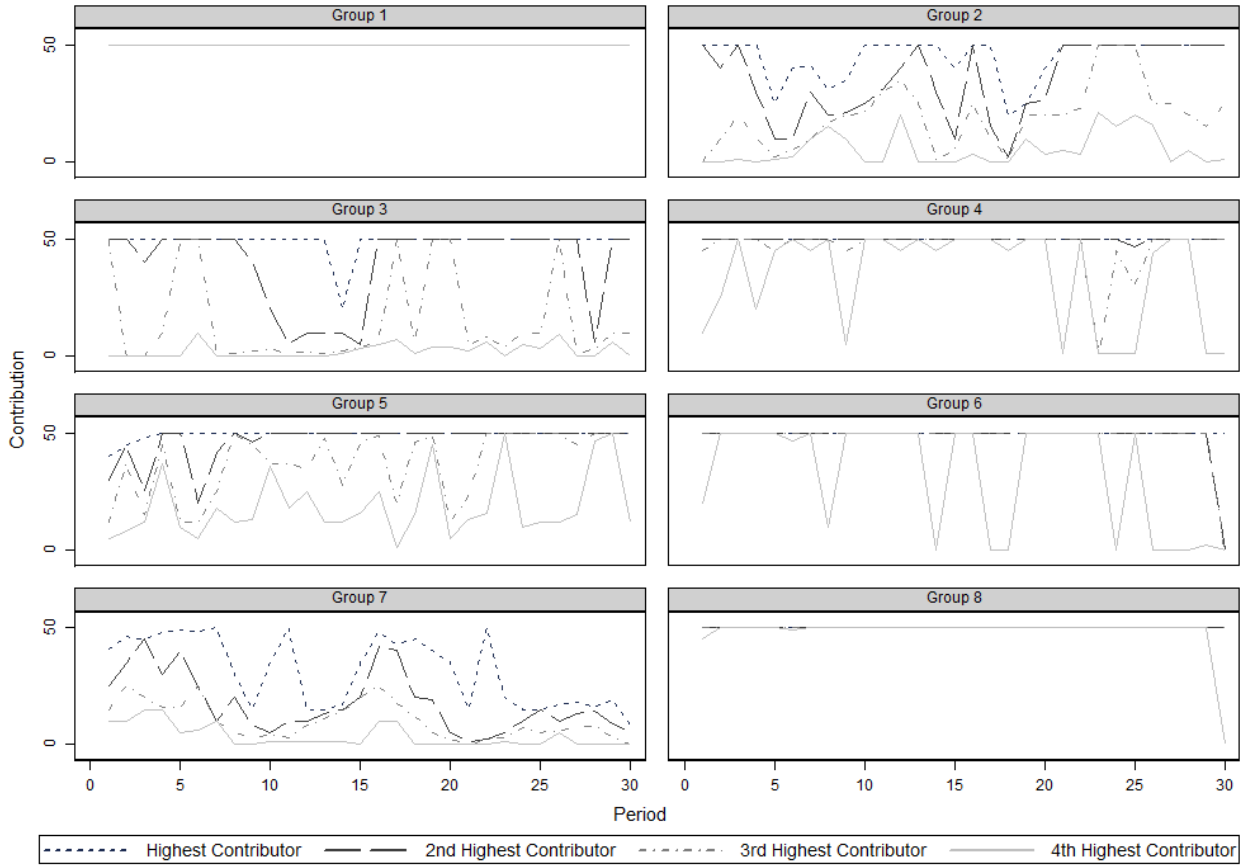 Group 1
Group 2
50
0
Group 3
Group 4
50
0
Contribution
Group 5
Group 6
50
0
Group 7
Group 8
50
0
0 5 10 15 20 25 30 0 5 10 15 20 25 30
Period
Highest Contributor 2nd Highest Contributor 3rd Highest Contributor 4th Highest Contributor